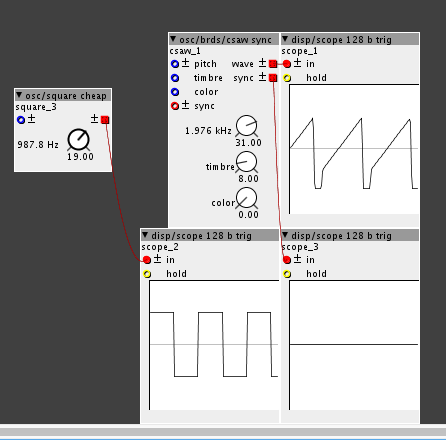 ▼ osc/square cheap
square_3
987.8 Hz
19.00
▼ osc/brds/csaw sync
csaw_1
pitch wave
timbre sync
color
sync
1.976 kHz
31.00
timbre
8.00
color
0.00
▼ disp/scope 128 b trig
scope_1
in
hold
▼ disp/scope 128 b trig
scope_2
in
hold
▼ disp/scope 128 b trig
scope_3
in
hold